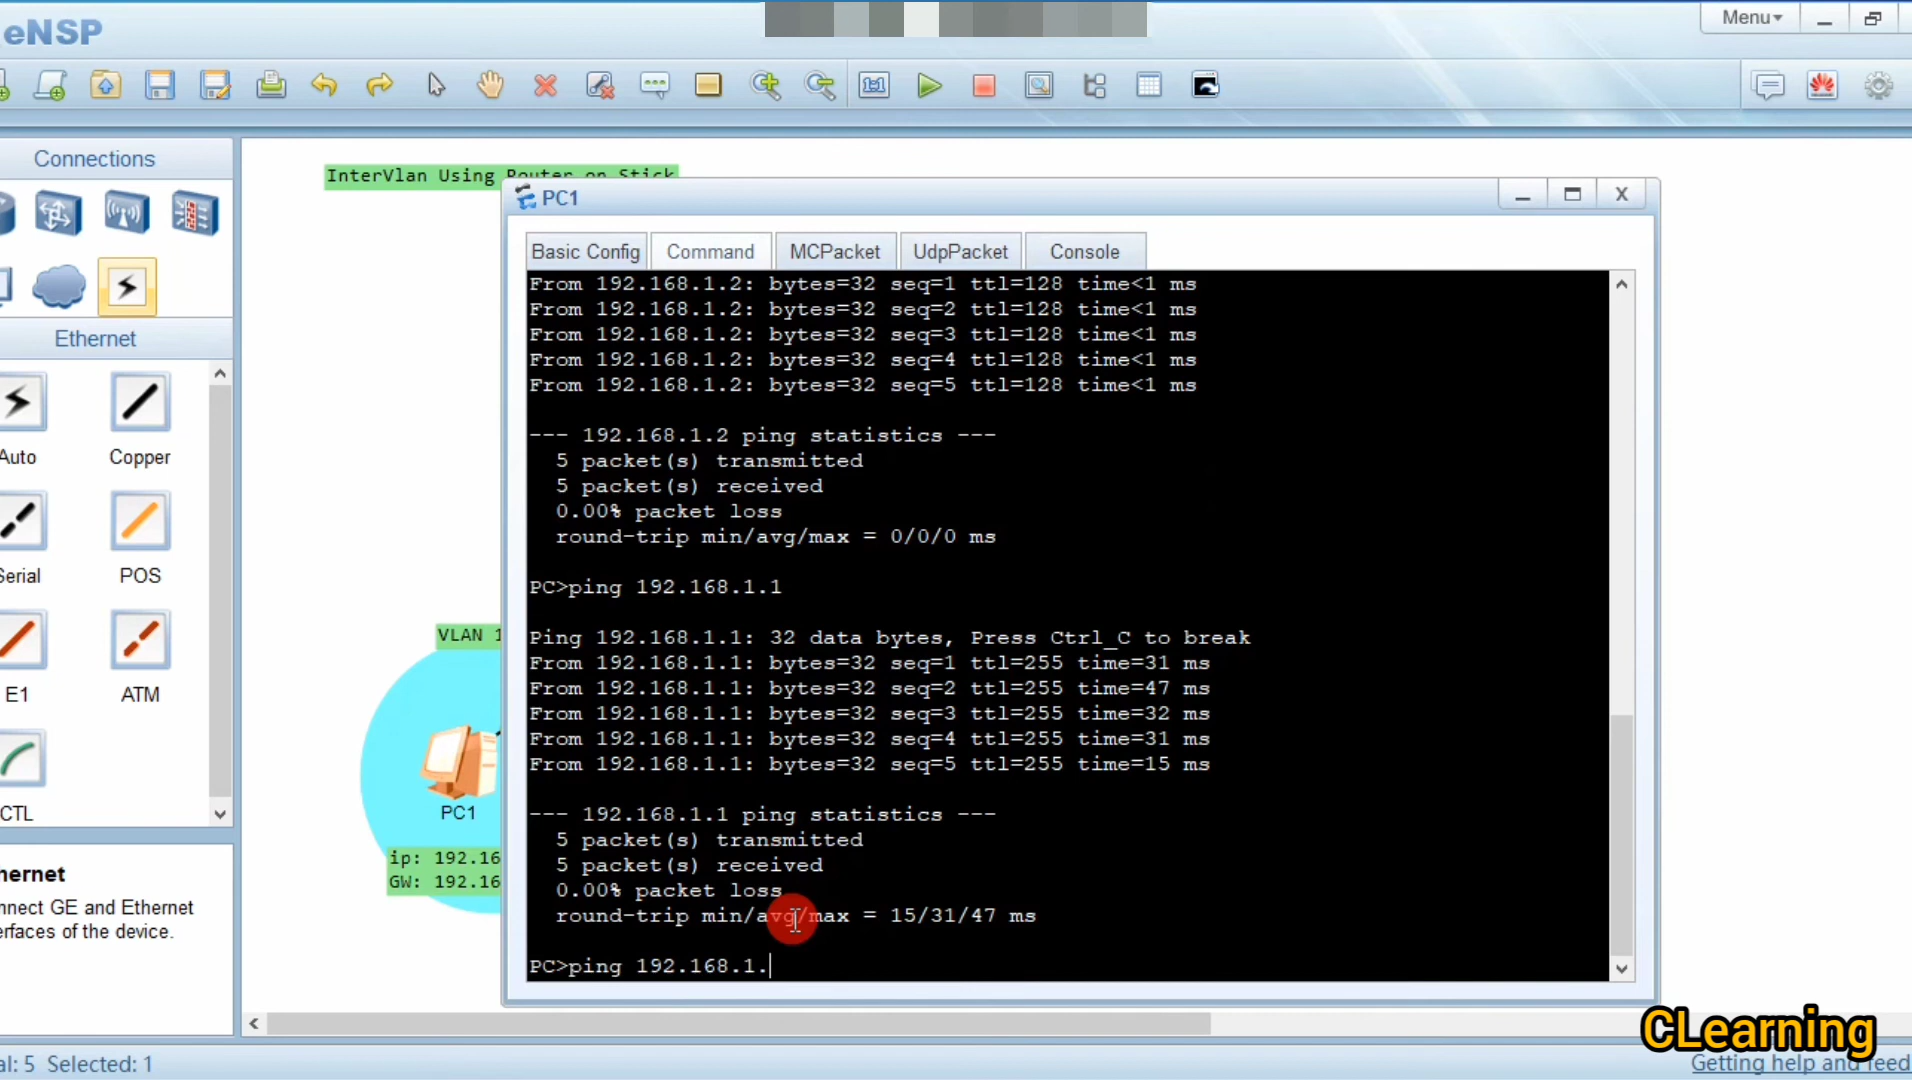 eNSP
Menu
Connections
Ethernet
Auto
Copper
Serial
POS
E1
ATM
CTL
hernet
nnect GE and Ethernet
erfaces of the device.
al: 5 Selected: 1
InterVlan Using Router on Stick
VLAN 1
PC1
ip: 192.16
GW: 192.16
PC1
Basic Config
Command
MCPacket
UdpPacket
Console
From 192.168.1.2: bytes=32 seq=1 ttl=128 time<1 ms
From 192.168.1.2: bytes=32 seq=2 ttl=128 time<1 ms
From 192.168.1.2: bytes=32 seq=3 ttl=128 time<1 ms
From 192.168.1.2: bytes=32 seq=4 ttl=128 time<1 ms
From 192.168.1.2: bytes=32 seq=5 ttl=128 time<1 ms
--- 192.168.1.2 ping statistics ---
5 packet(s) transmitted
5 packet(s) received
0.00% packet loss
round-trip min/avg/max = 0/0/0 ms
PC>ping 192.168.1.1
Ping 192.168.1.1: 32 data bytes, Press Ctrl_C to break
From 192.168.1.1: bytes=32 seq=1 ttl=255 time=31 ms
From 192.168.1.1: bytes=32 seq=2 ttl=255 time=47 ms
From 192.168.1.1: bytes=32 seq=3 ttl=255 time=32 ms
From 192.168.1.1: bytes=32 seq=4 ttl=255 time=31 ms
From 192.168.1.1: bytes=32 seq=5 ttl=255 time=15 ms
--- 192.168.1.1 ping statistics ---
5 packet(s) transmitted
5 packet(s) received
0.00% packet loss
round-trip min/avg/max = 15/31/47 ms
PC>ping 192.168.1.
CLearning
Getting help and feed